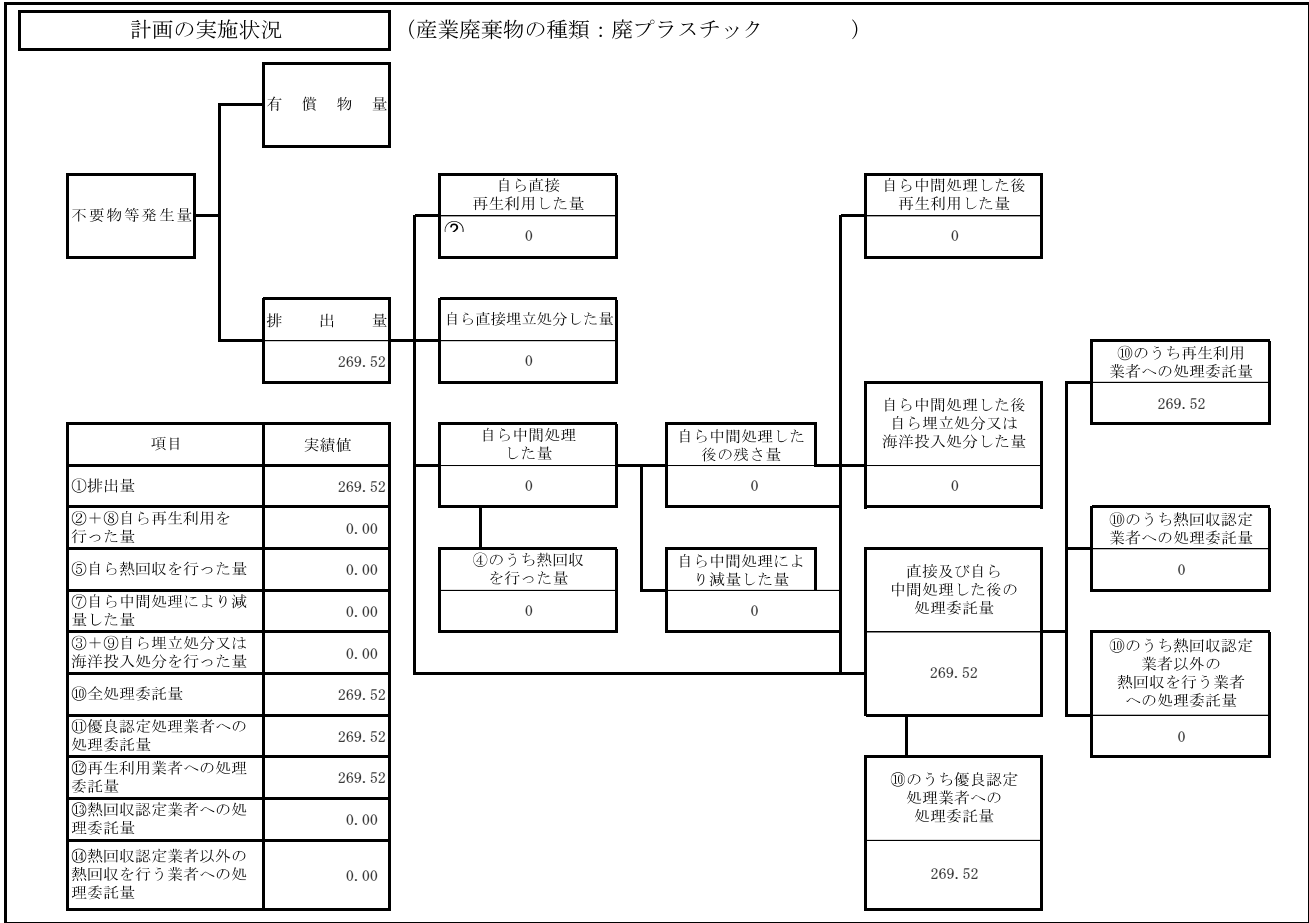 計画の実施状況
（産業廃棄物の種類：廃プラスチック　　　　）
有償物量
不要物等発生量
自ら直接
再生利用した量
②
0
自ら中間処理した後
再生利用した量
0
排出量
269.52
自ら直接埋立処分した量
0
⑩のうち再生利用
業者への処理委託量
269.52
自ら中間処理した後
自ら埋立処分又は
海洋投入処分した量
0
自ら中間処理
した量
0
自ら中間処理した
後の残さ量
0
⑩のうち熱回収認定
業者への処理委託量
0
④のうち熱回収
を行った量
0
自ら中間処理によ
り減量した量
0
直接及び自ら
中間処理した後の
処理委託量
269.52
⑩のうち熱回収認定
業者以外の
熱回収を行う業者
への処理委託量
0
⑩のうち優良認定
処理業者への
処理委託量
269.52
項目 実績値
①排出量 269.52
②＋⑧自ら再生利用を
行った量 0.00
⑤自ら熱回収を行った量 0.00
⑦自ら中間処理により減
量した量 0.00
③＋⑨自ら埋立処分又は
海洋投入処分を行った量 0.00
⑩全処理委託量 269.52
⑪優良認定処理業者への
処理委託量 269.52
⑫再生利用業者への処理
委託量 269.52
⑬熱回収認定業者への処
理委託量 0.00
⑭熱回収認定業者以外の
熱回収を行う業者への処
理委託量 0.00